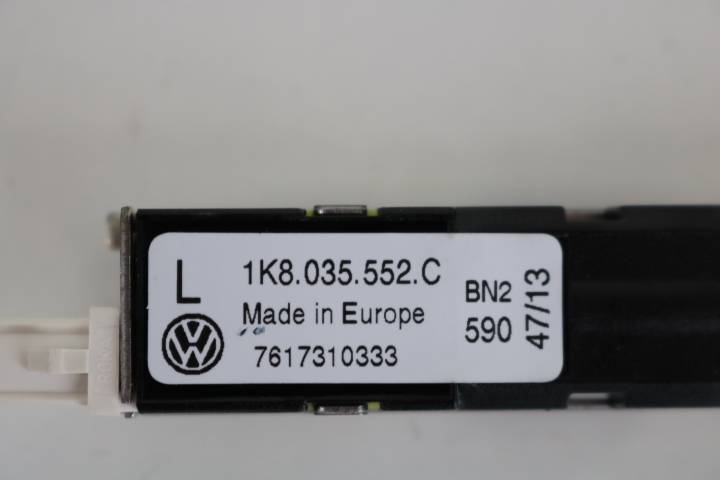 L
1K8.035.552.C
Made in Europe
7617310333
BN2
590
47/13